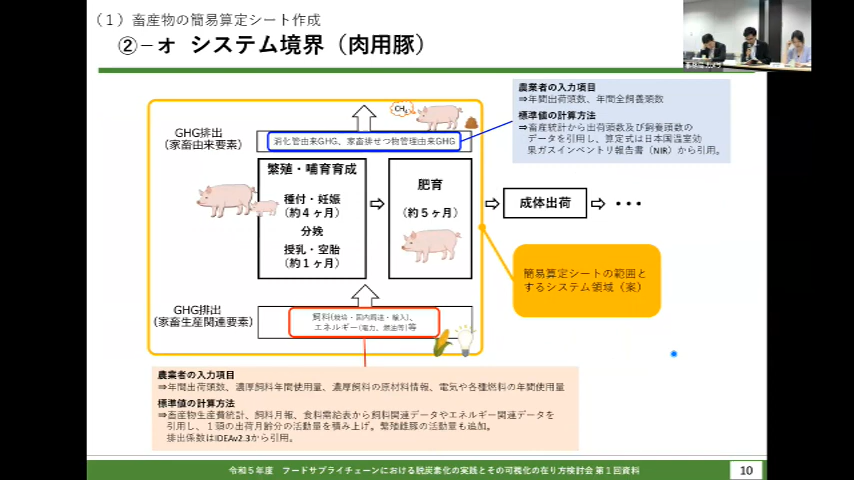 （１）畜産物の簡易算定シート作成
②－オ システム境界（肉用豚）
農業者の入力項目
⇒年間出荷頭数、年間全飼養頭数
標準値の計算方法
⇒畜産統計から出荷頭数及び飼養頭数の
データを引用し、算定式は日本国温室効
果ガスインベントリ報告書（NIR）から引用。
CH₄
GHG排出
（家畜由来要素）
消化管由来GHG、家畜排せつ物管理由来GHG
繁殖・哺育育成
種付・妊娠
（約４ヶ月）
分娩
授乳・空胎
（約１ヶ月）
肥育
（約５ヶ月）
成体出荷
・・・
簡易算定シートの範囲と
するシステム領域（案）
GHG排出
（家畜生産関連要素）
飼料（栽培・国内調達・輸入）、
エネルギー（電力、燃油等）等
農業者の入力項目
⇒年間出荷頭数、濃厚飼料年間使用量、濃厚飼料の原材料情報、電気や各種燃料の年間使用量
標準値の計算方法
⇒畜産物生産費統計、飼料月報、食料需給表から飼料関連データやエネルギー関連データを
引用し、１頭の出荷月齢分の活動量を積み上げ。繁殖雌豚の活動量も追加。
排出係数はIDEAv2.3から引用。
令和５年度　フードサプライチェーンにおける脱炭素化の実践とその可視化の在り方検討会 第１回資料
10